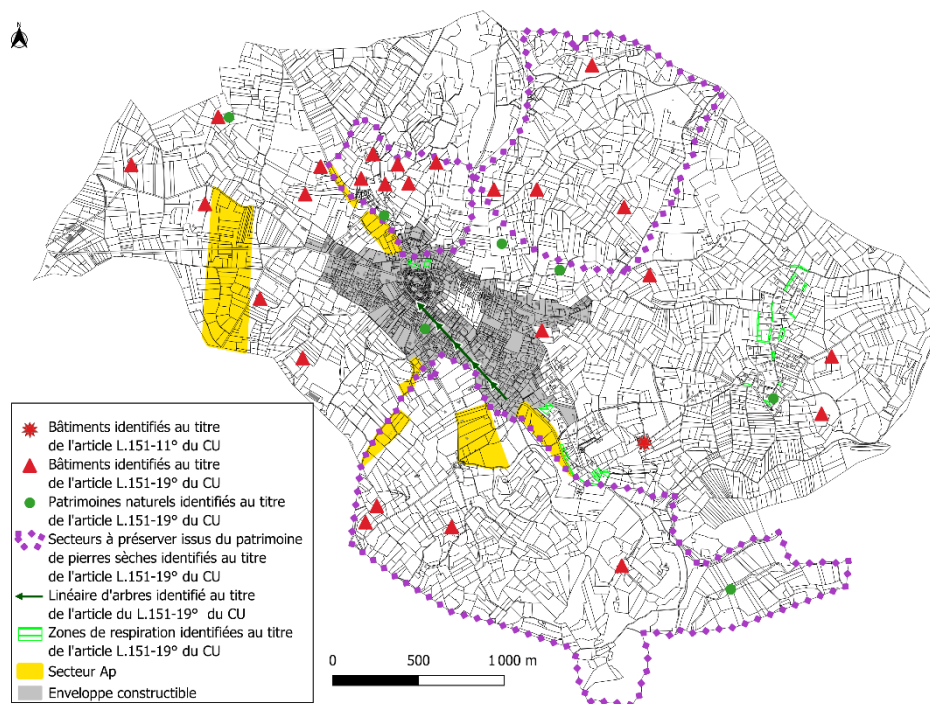 N
Bâtiments identifiés au titre
de l'article L.151-11° du CU
Bâtiments identifiés au titre
de l'article L.151-19° du CU
Patrimoines naturels identifiés au titre
de l'article L.151-19° du CU
Secteurs à préserver issus du patrimoine
de pierres sèches identifiés au titre
de l'article L.151-19° du CU
Linéaire d'arbres identifié au titre
de l'article du L.151-19° du CU
Zones de respiration identifiées au titre
de l'article L.151-19° du CU
Secteur Ap
Enveloppe constructible
0 500 1 000 m